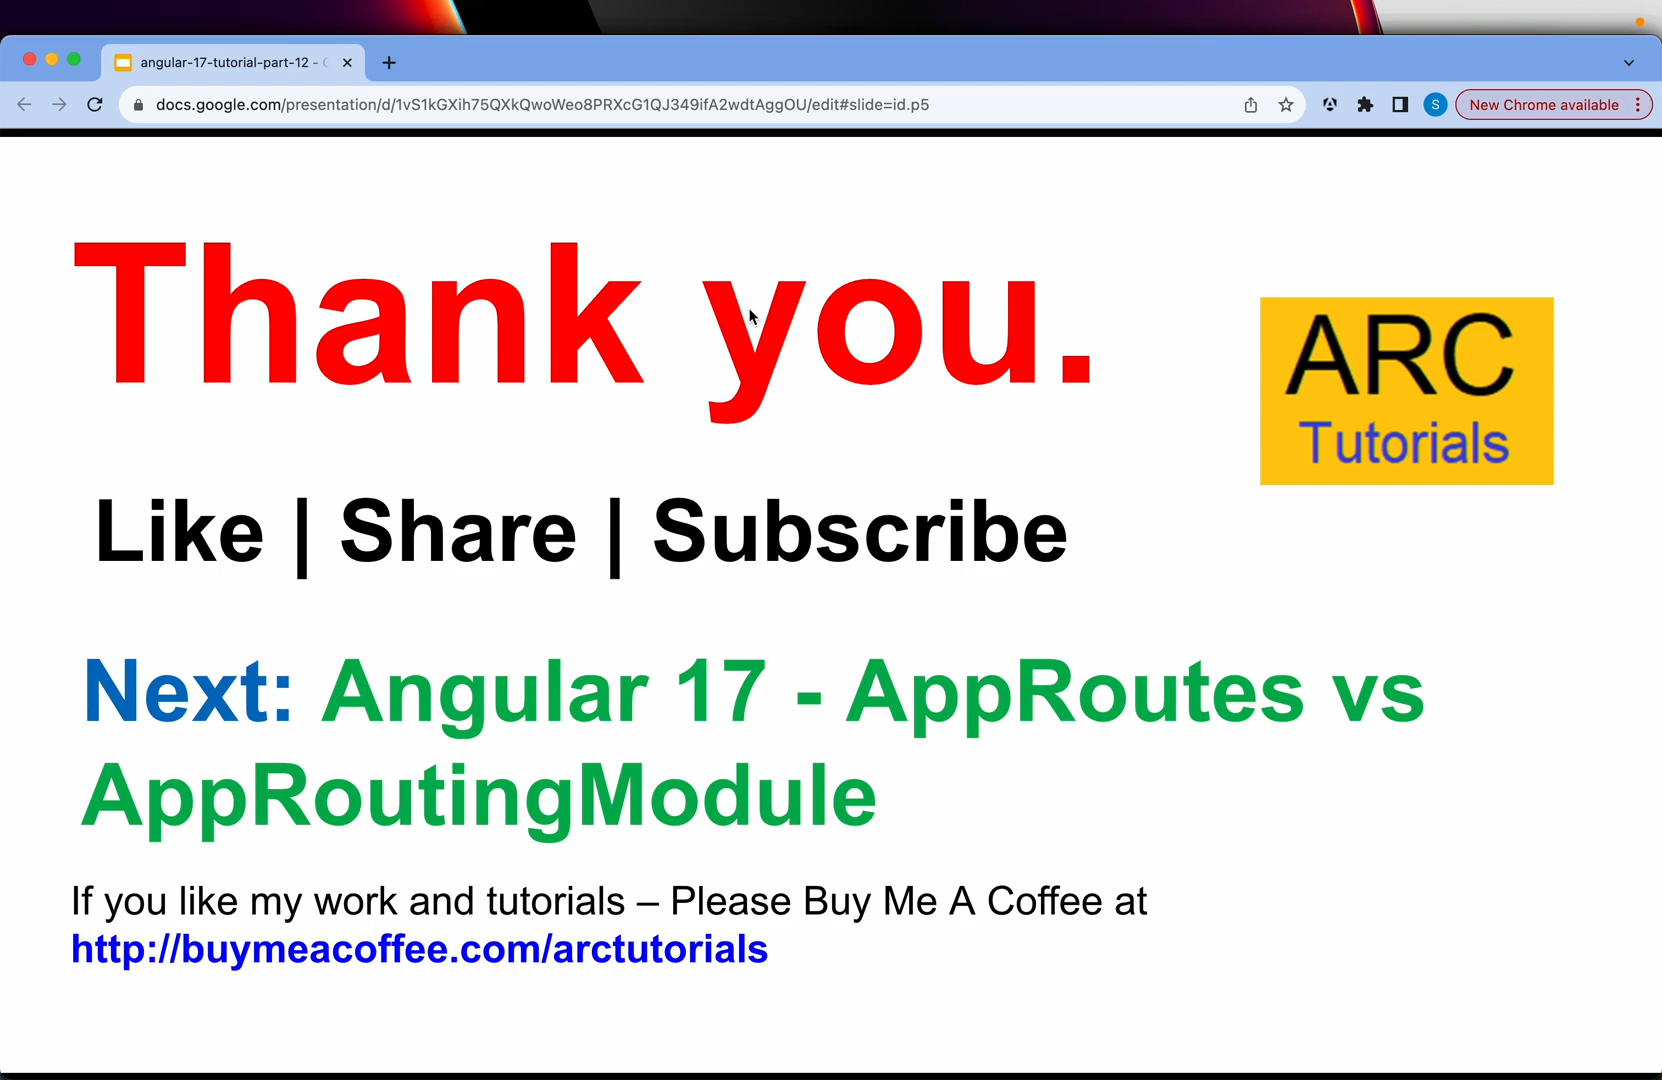 angular-17-tutorial-part-12 -
docs.google.com/presentation/d/1vS1kGXih75QXkQwoWeo8PRXcG1QJ349ifA2wdtAggOU/edit#slide=id.p5
S
New Chrome available
Thank you.
ARC
Tutorials
Like | Share | Subscribe
Next: Angular 17 - AppRoutes vs
AppRoutingModule
If you like my work and tutorials – Please Buy Me A Coffee at
http://buymeacoffee.com/arctutorials